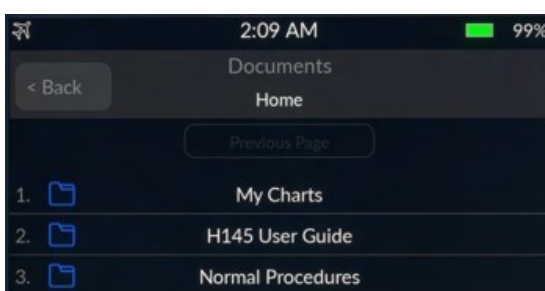 2:09 AM 99%
Documents
< Back
Home
Previous Page
1. My Charts
2. H145 User Guide
3. Normal Procedures